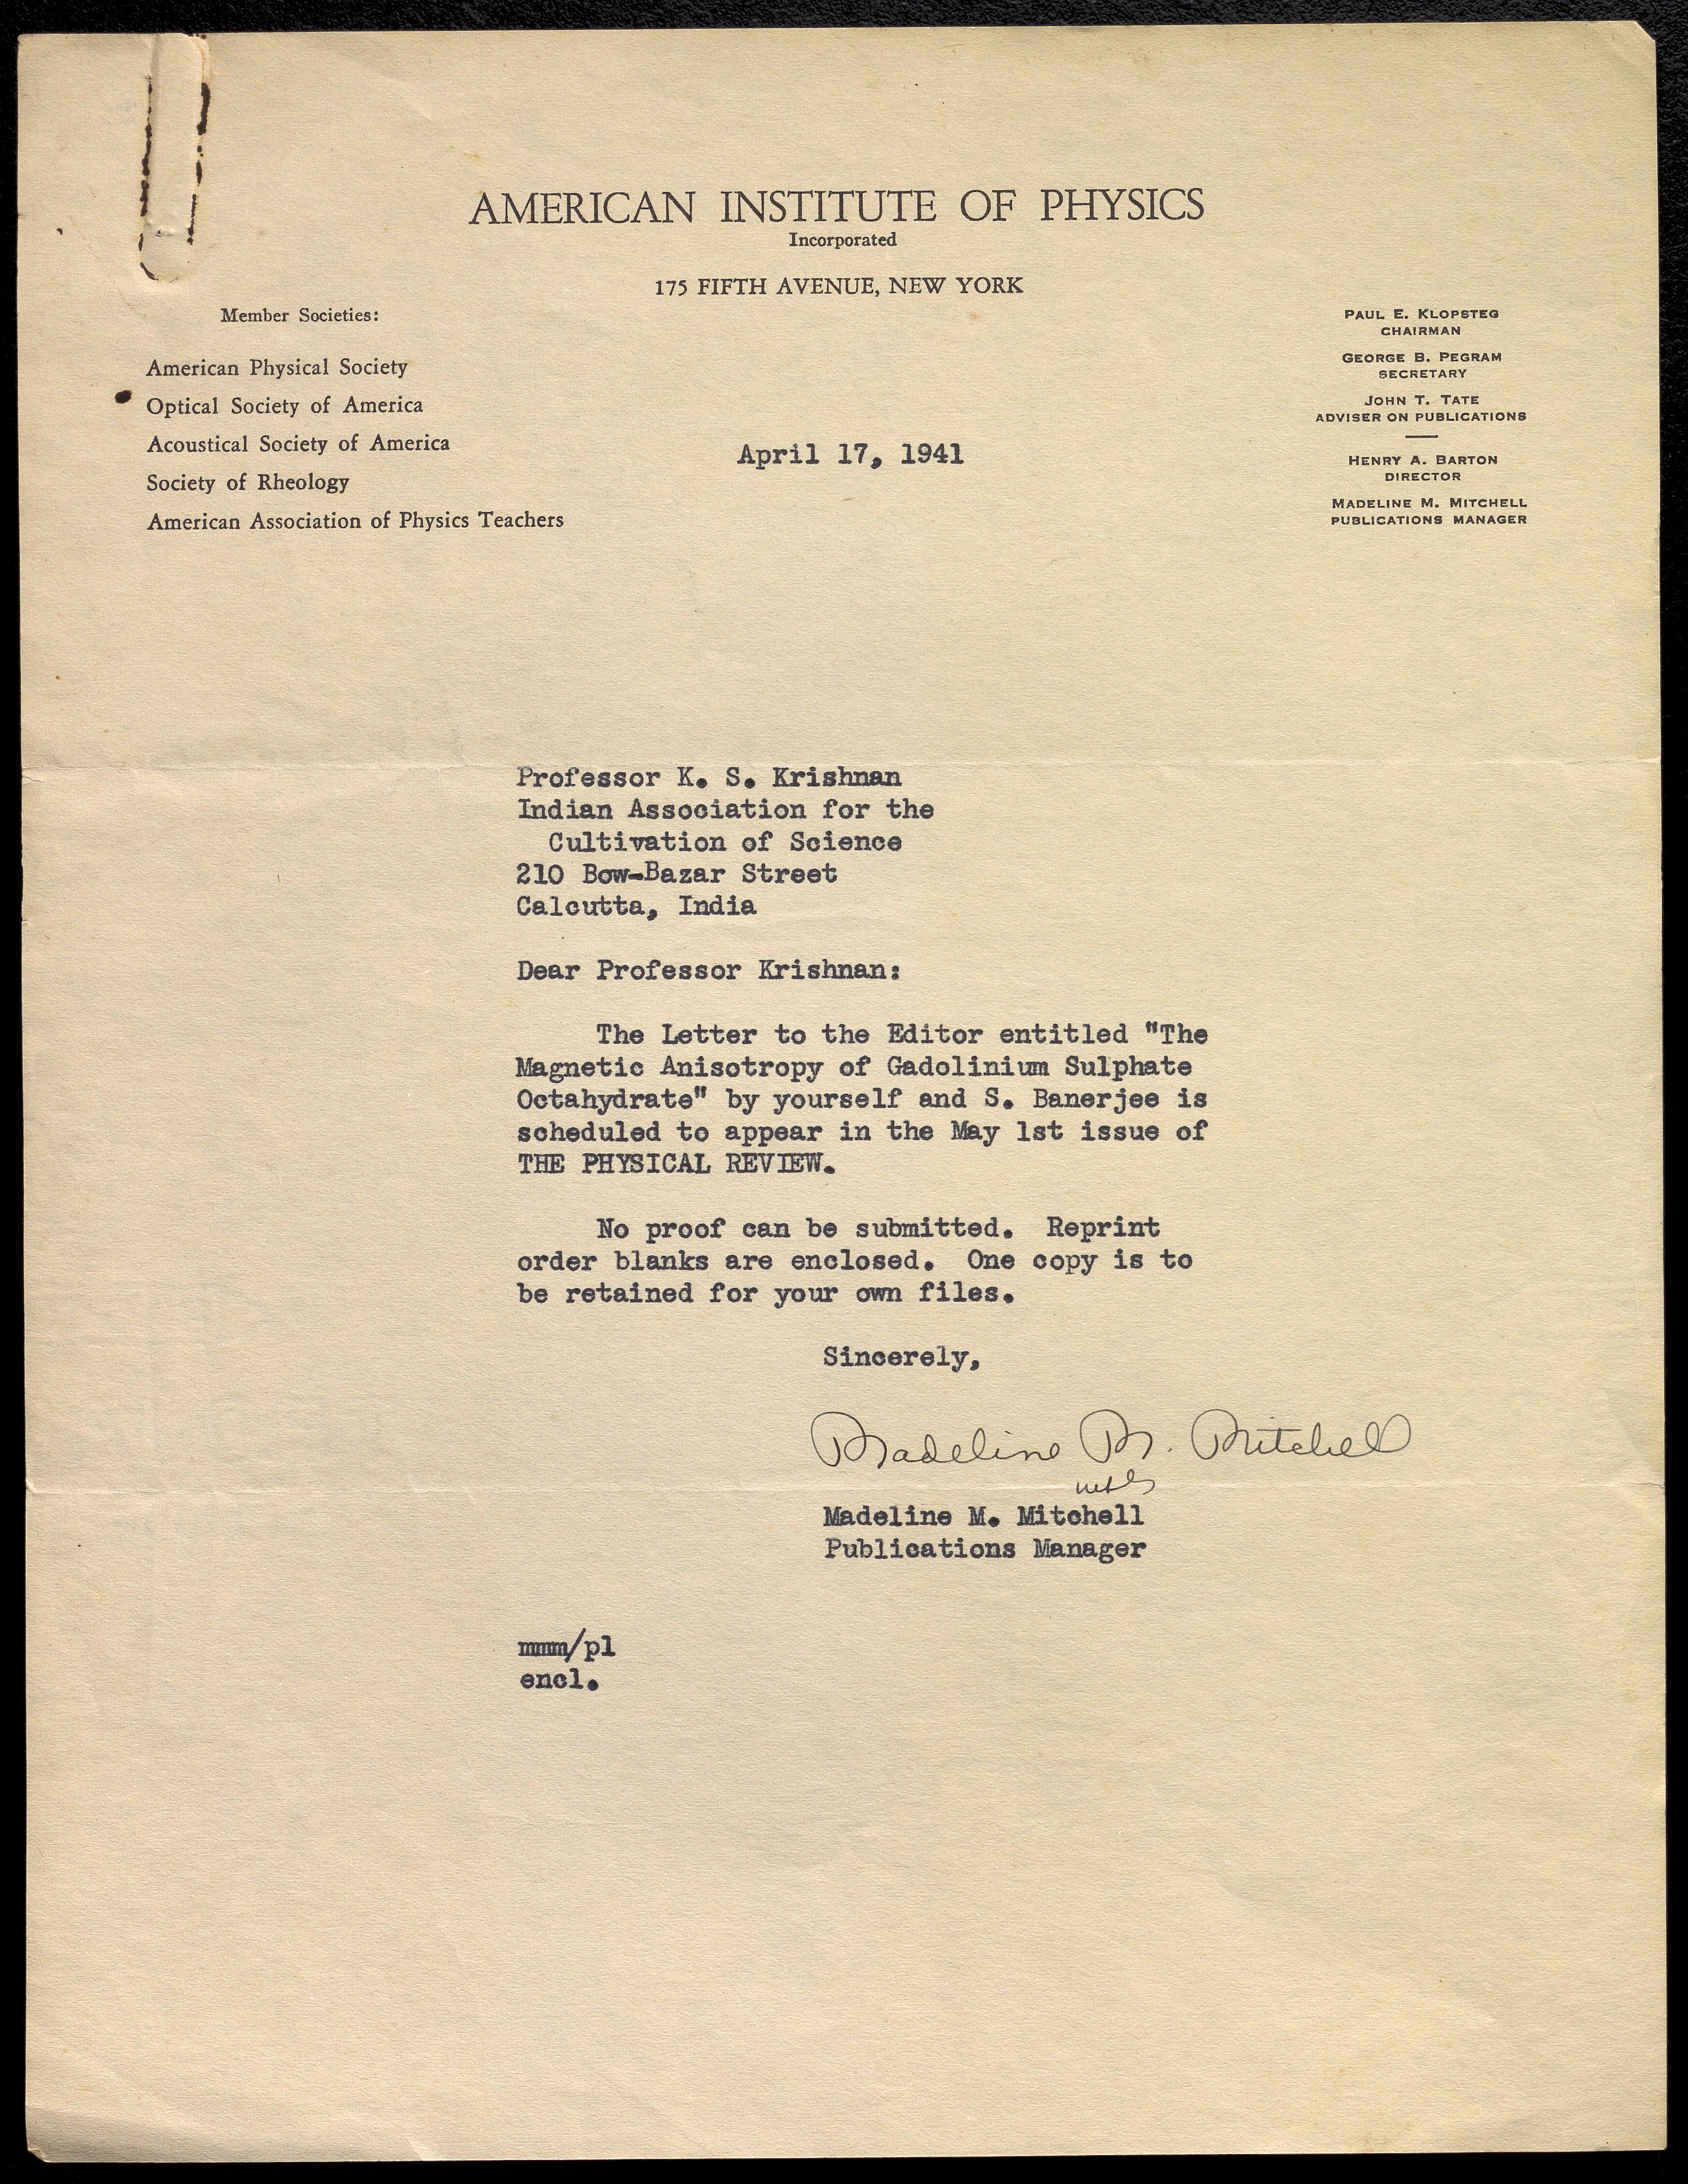 AMERICAN INSTITUTE OF PHYSICS
Incorporated
175 FIFTH AVENUE, NEW YORK
Member Societies:
American Physical Society
Optical Society of America
Acoustical Society of America
Society of Rheology
American Association of Physics Teachers
PAUL E. KLOPSTEG
CHAIRMAN
GEORGE B. PEGRAM
SECRETARY
JOHN T. TATE
ADVISER ON PUBLICATIONS
HENRY A. BARTON
DIRECTOR
MADELINE M. MITCHELL
PUBLICATIONS MANAGER
April 17, 1941
Professor K. S. Krishnan
Indian Association for the
Cultivation of Science
210 Bow-Bazar Street
Calcutta, India
Dear Professor Krishnan:
The Letter to the Editor entitled "The
Magnetic Anisotropy of Gadolinium Sulphate
Octahydrate" by yourself and S. Banerjee is
scheduled to appear in the May 1st issue of
THE PHYSICAL REVIEW.
No proof can be submitted. Reprint
order blanks are enclosed. One copy is to
be retained for your own files.
Sincerely,
Madeline M. Mitchell
Madeline M. Mitchell
Publications Manager
mmm/pl
encl.